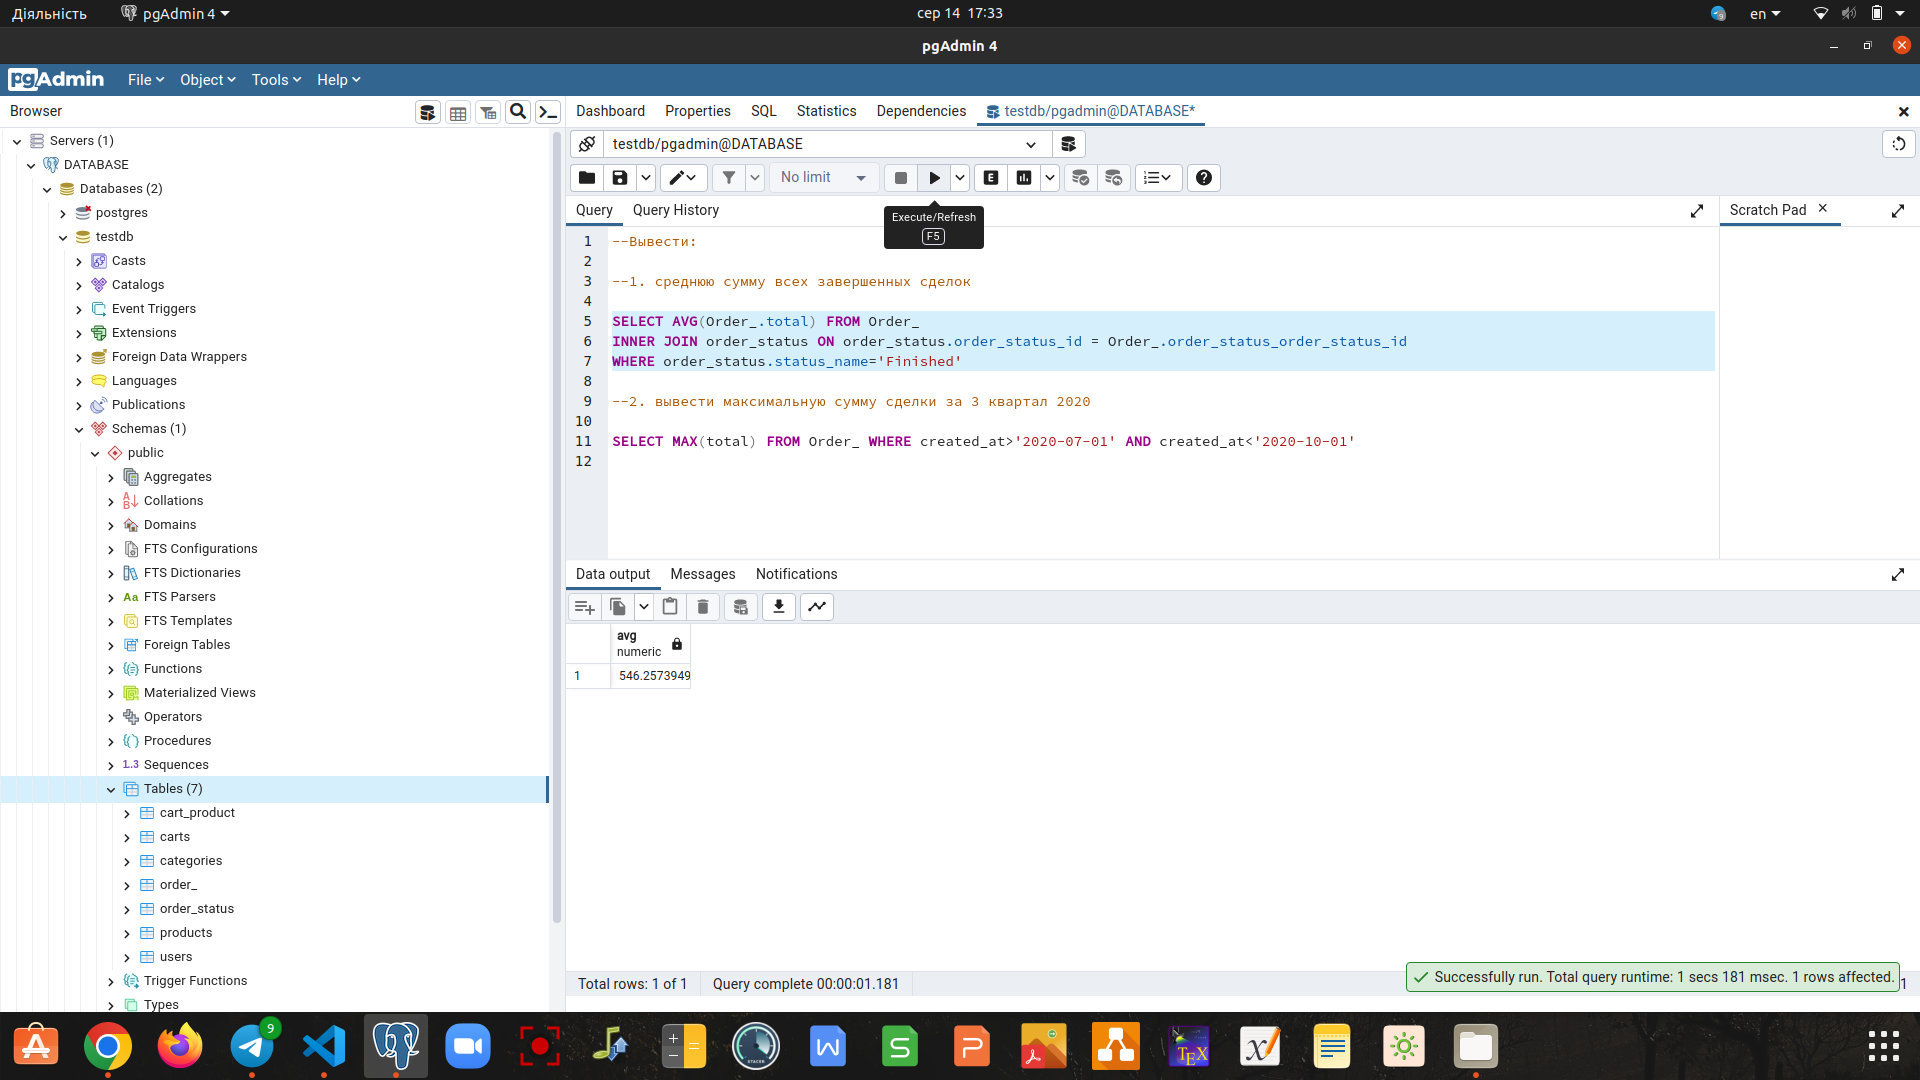 Діяльність
pgAdmin 4
сер 14 17:33
9
en
pgAdmin 4
pgAdmin
File
Object
Tools
Help
Browser
Servers (1)
DATABASE
Databases (2)
postgres
testdb
Casts
Catalogs
Event Triggers
Extensions
Foreign Data Wrappers
Languages
Publications
Schemas (1)
public
Aggregates
Collations
Domains
FTS Configurations
FTS Dictionaries
Aa FTS Parsers
FTS Templates
Foreign Tables
Functions
Materialized Views
Operators
Procedures
1..3 Sequences
Tables (7)
cart_product
carts
categories
order_
order_status
products
users
Trigger Functions
Types
Dashboard
Properties
SQL
Statistics
Dependencies
testdb/pgadmin@DATABASE*
testdb/pgadmin@DATABASE
No limit
E
Query
Query History
Execute/Refresh
F5
Scratch Pad
1 --Вывести:
2
3 --1. среднюю сумму всех завершенных сделок
4
5 SELECT AVG(Order_.total) FROM Order_
6 INNER JOIN order_status ON order_status.order_status_id = Order_.order_status_order_status_id
7 WHERE order_status.status_name='Finished'
8
9 --2. вывести максимальную сумму сделки за 3 квартал 2020
10
11 SELECT MAX(total) FROM Order_ WHERE created_at>'2020-07-01' AND created_at<'2020-10-01'
12
Data output
Messages
Notifications
avg
numeric
1 546.2573949
Total rows: 1 of 1
Query complete 00:00:01.181
Successfully run. Total query runtime: 1 secs 181 msec. 1 rows affected.
1
9
STACER
W
S
P
TEX
X